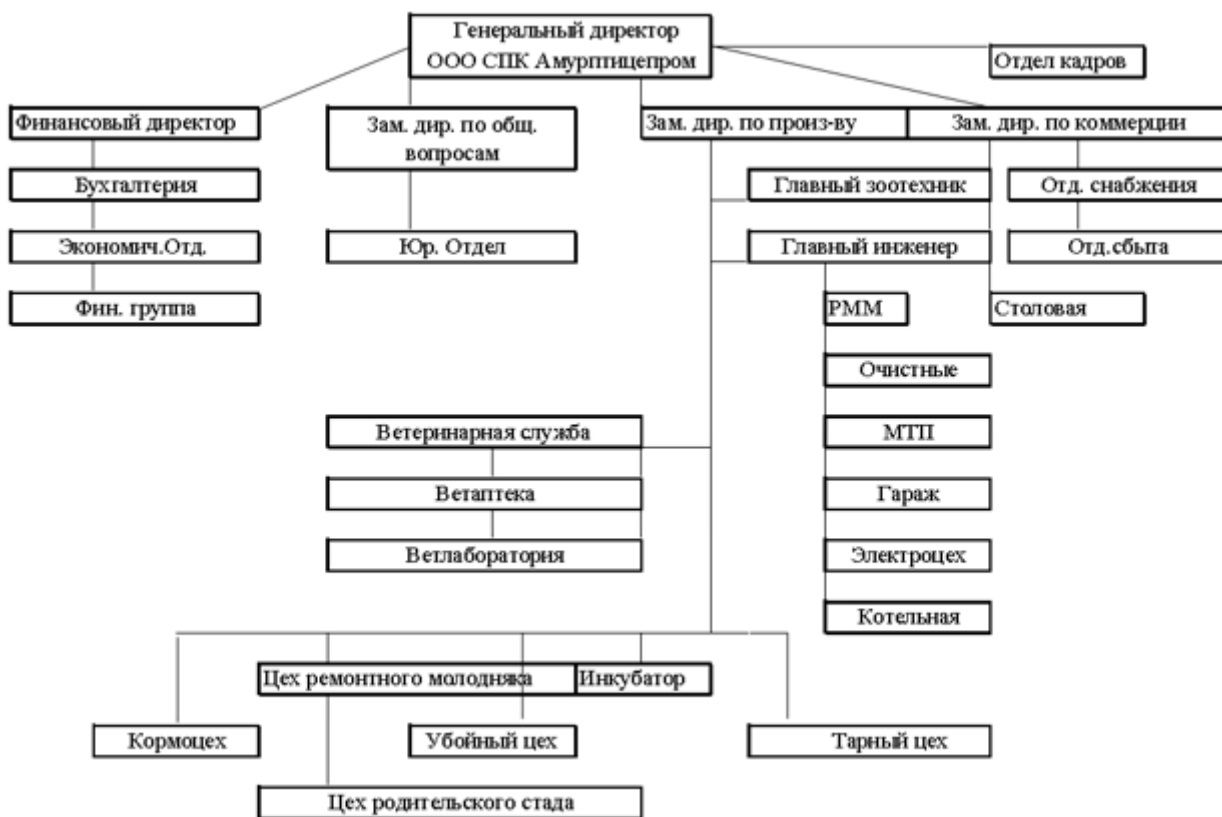 Генеральный директор
ООО СПК Амурптицепром
Отдел кадров
Финансовый директор
Зам. дир. по общ.
вопросам
Зам. дир. по произ-ву
Зам. дир. по коммерции
Бухгалтерия
Главный зоотехник
Отд. снабжения
Экономич.Отд.
Юр. Отдел
Главный инженер
Отд.сбыта
Фин. группа
РММ
Столовая
Очистные
Ветеринарная служба
МТП
Ветаптека
Гараж
Ветлаборатория
Электроцех
Котельная
Цех ремонтного молодняка
Инкубатор
Кормоцех
Убойный цех
Тарный цех
Цех родительского стада